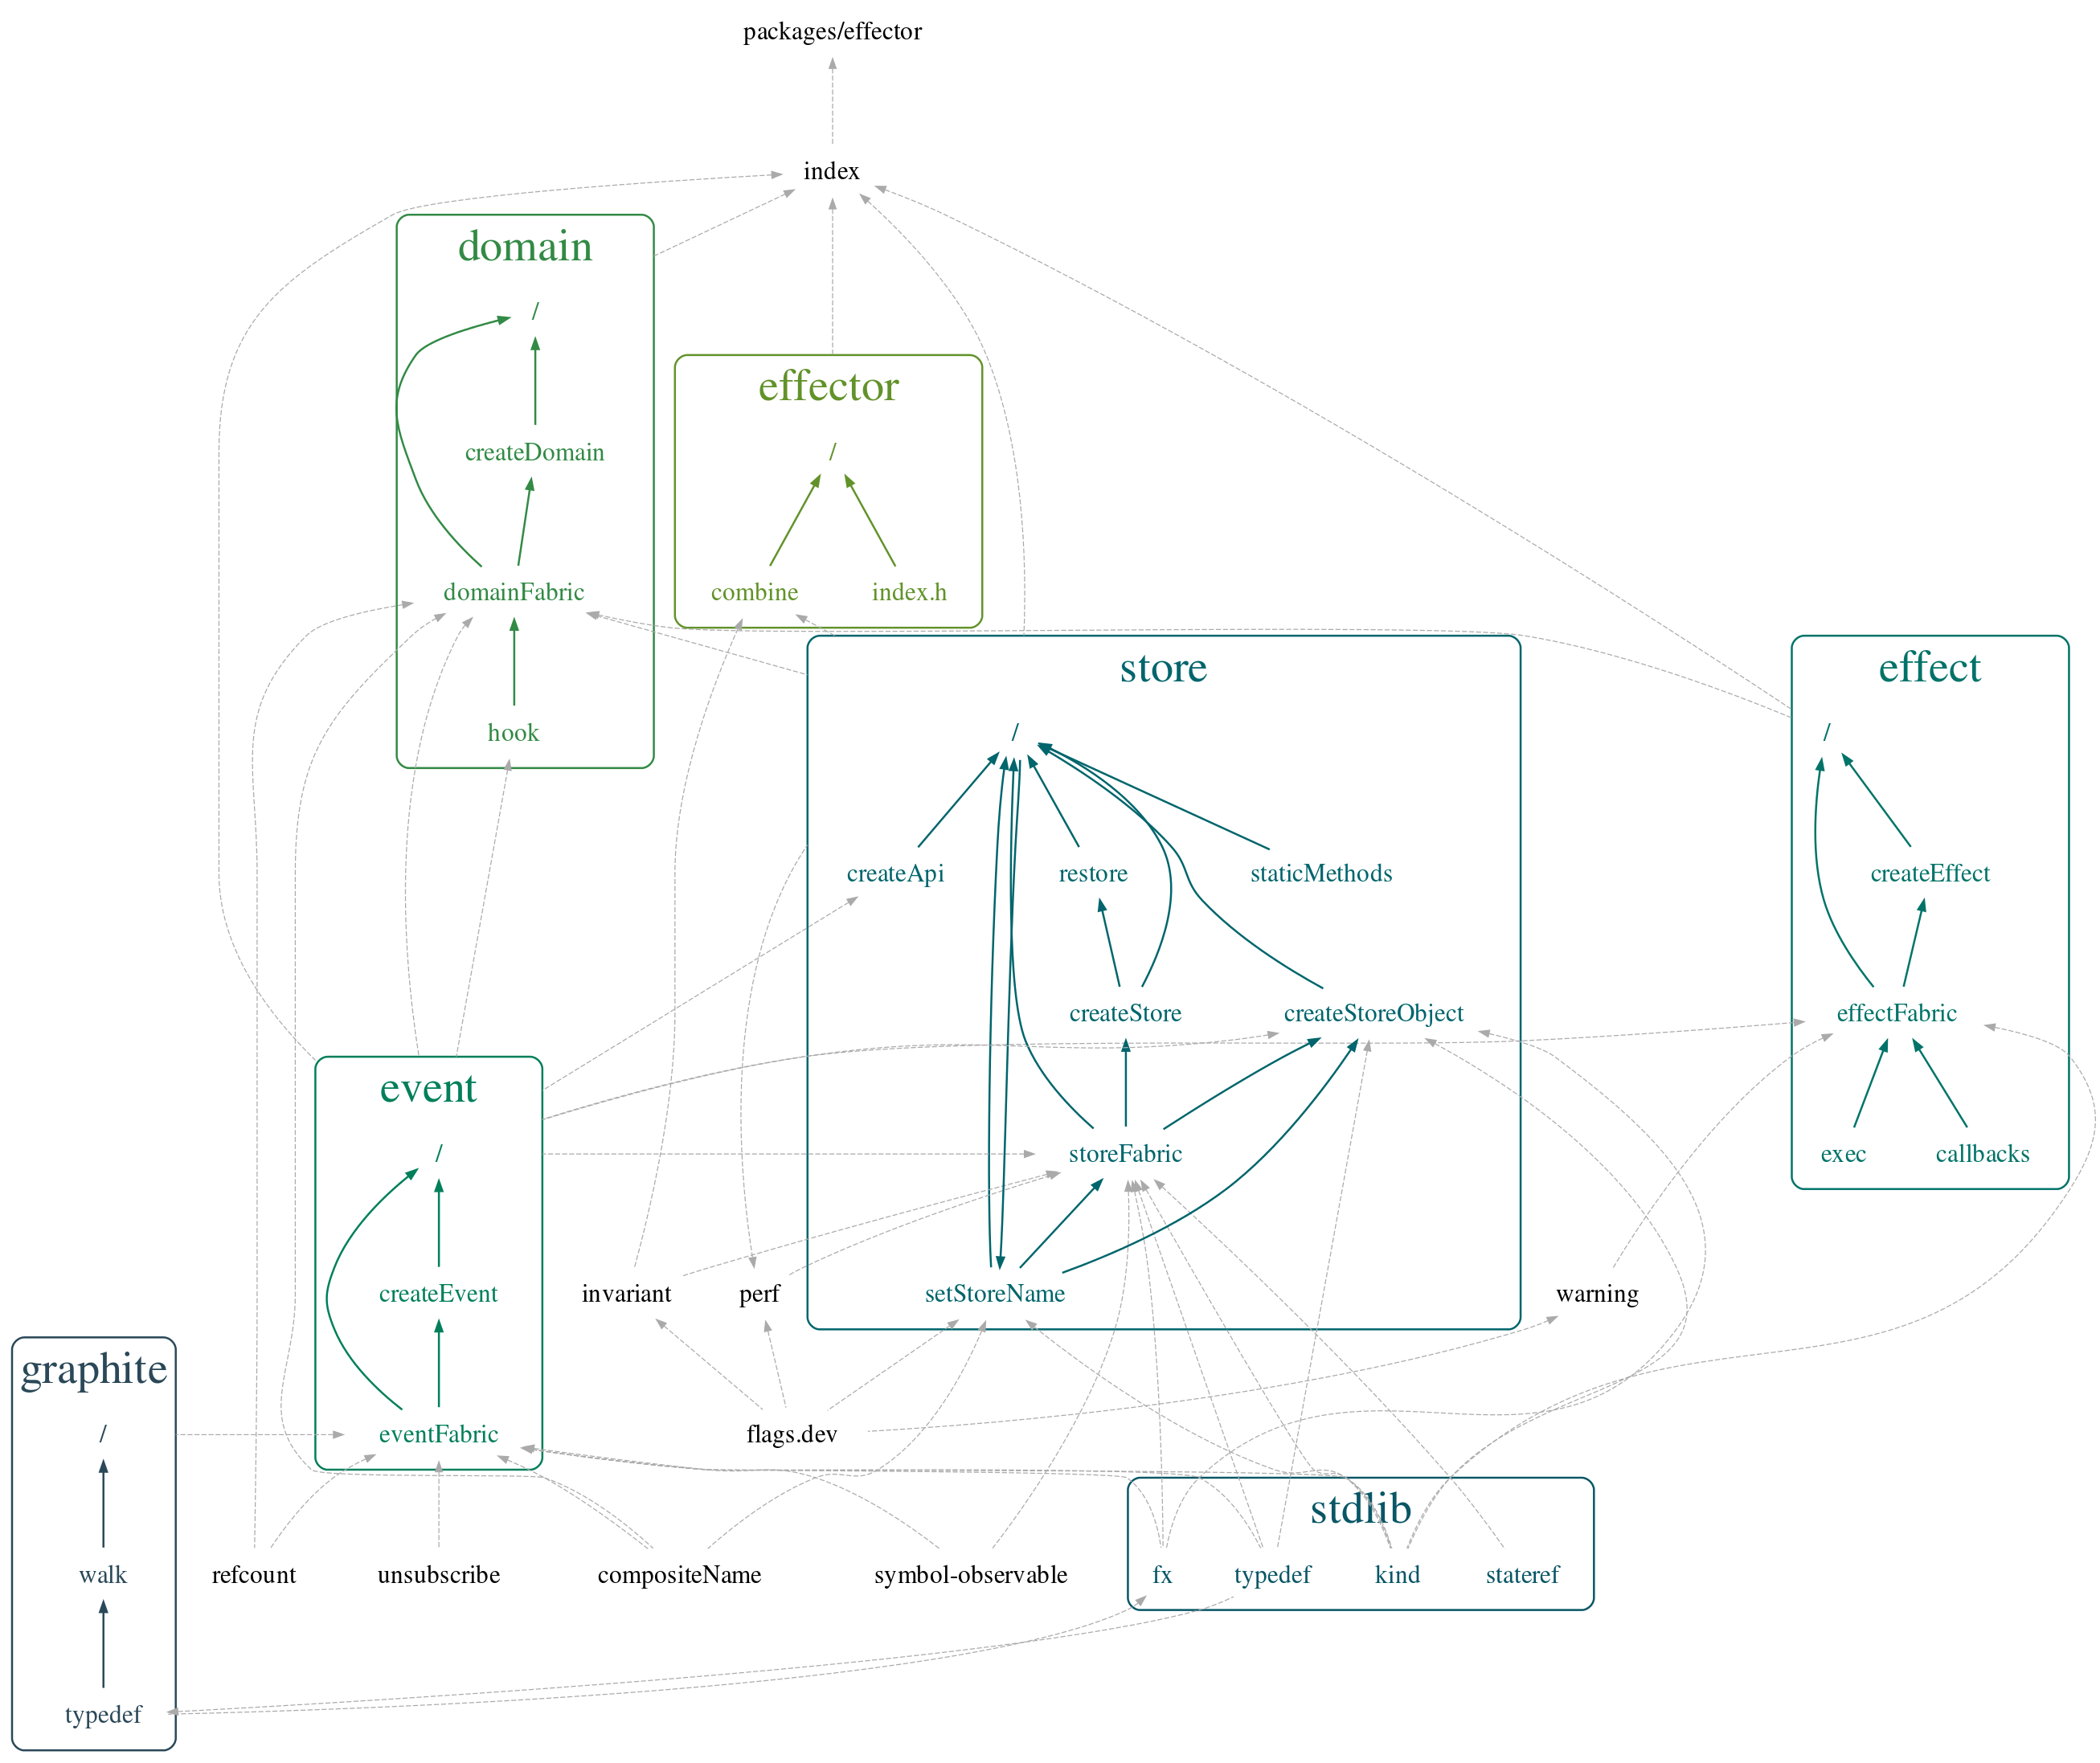 packages/effector
index
domain
/
effector
createDomain
/
domainFabric
combine
index.h
store
effect
hook
/
/
createApi
restore
staticMethods
createEffect
createStore
createStoreObject
effectFabric
event
/
storeFabric
exec
callbacks
createEvent
invariant
perf
setStoreName
warning
graphite
/
eventFabric
flags.dev
stdlib
walk
refcount
unsubscribe
compositeName
symbol-observable
fx
typedef
kind
stateref
typedef